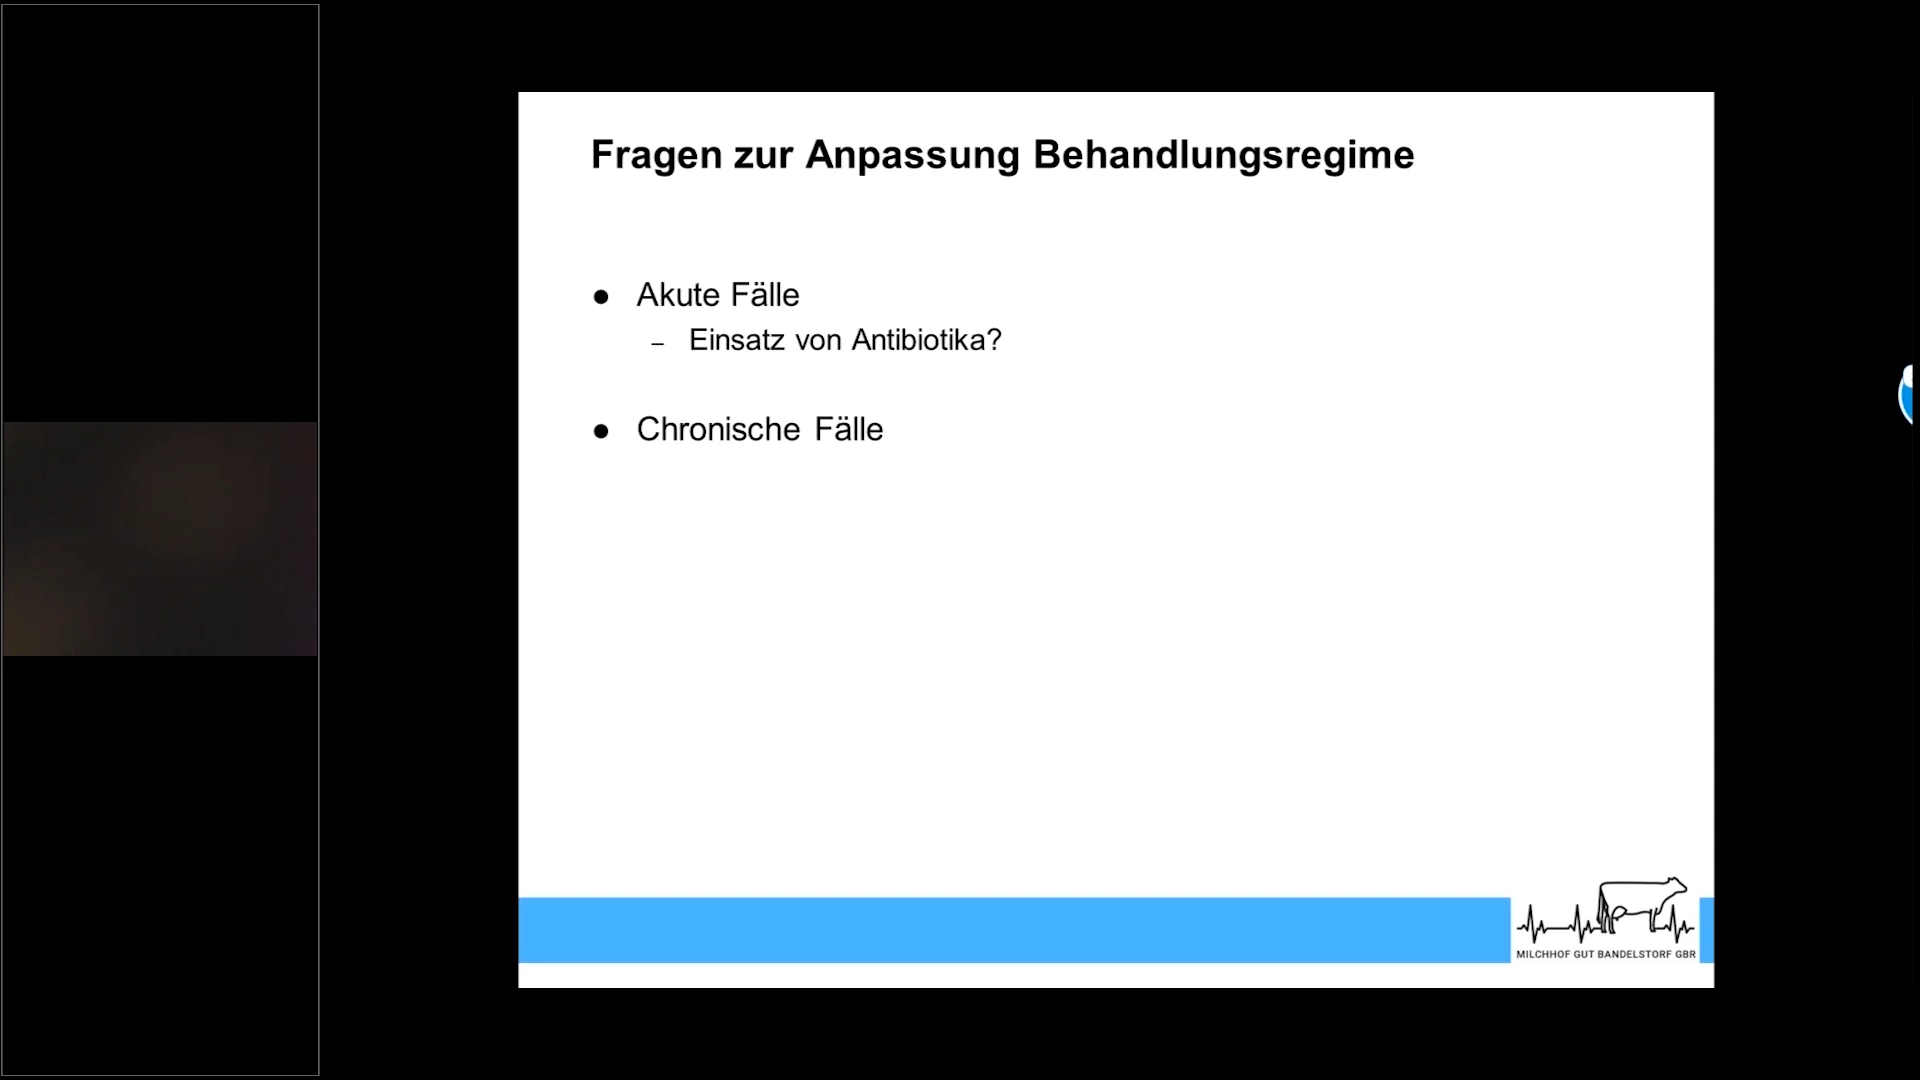 Fragen zur Anpassung Behandlungsregime
● Akute Fälle
– Einsatz von Antibiotika?
● Chronische Fälle
MILCHHOF GUT BANDELSTORF GBR